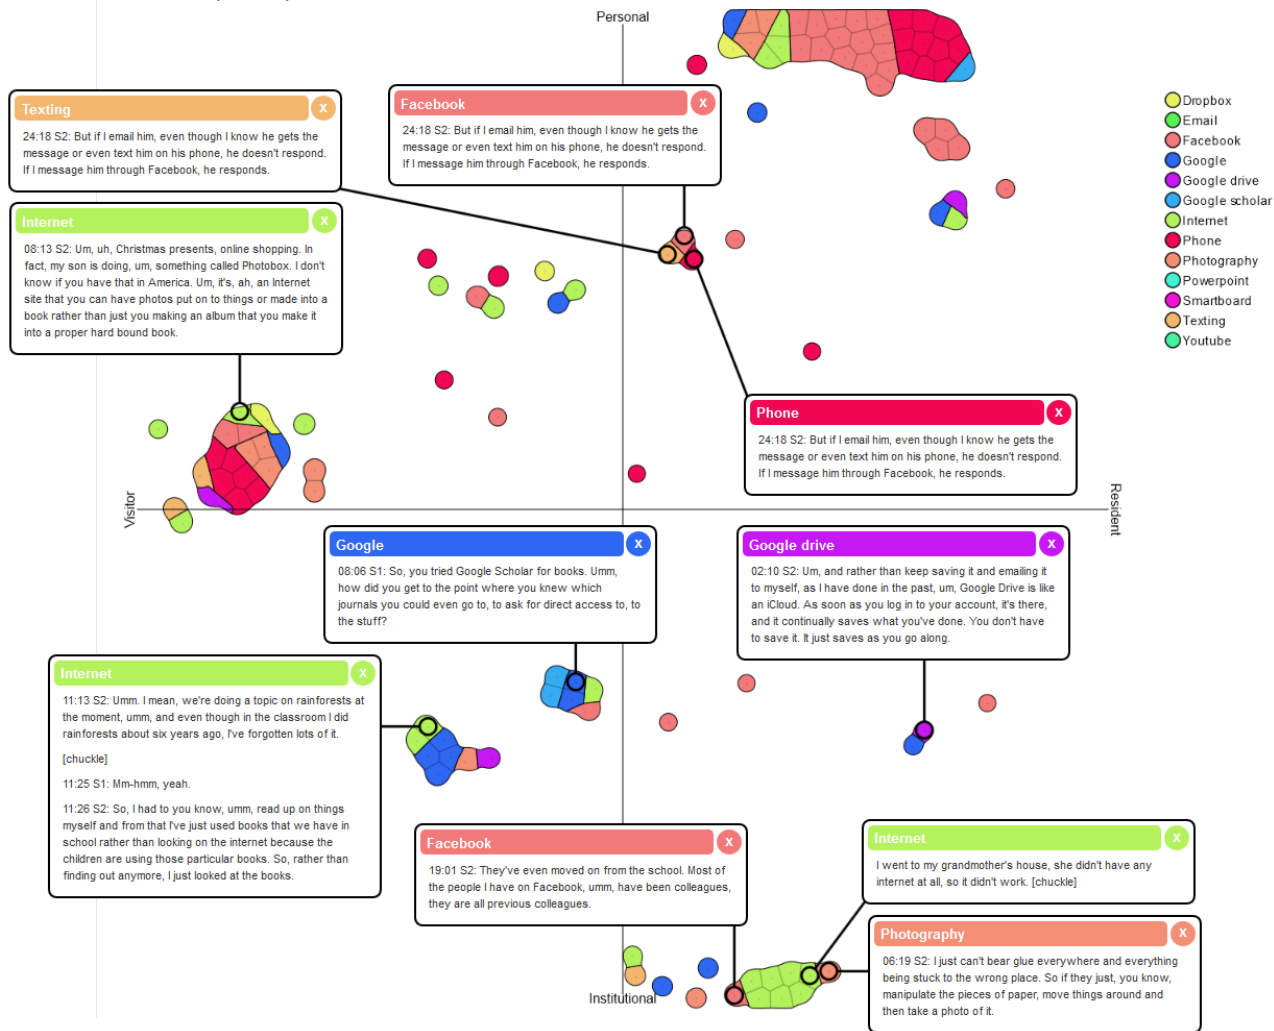 Personal
Texting
X
24:18 S2: But if I email him, even though I know he gets the
message or even text him on his phone, he doesn't respond.
If I message him through Facebook, he responds.
Facebook
X
24:18 S2: But if I email him, even though I know he gets the
message or even text him on his phone, he doesn't respond.
If I message him through Facebook, he responds.
Dropbox
Email
Facebook
Google
Google drive
Google scholar
Internet
Phone
Photography
Powerpoint
Smartboard
Texting
Youtube
Internet
X
08:13 S2: Um, uh, Christmas presents, online shopping. In
fact, my son is doing, um, something called Photobox. I don't
know if you have that in America. Um, it's, ah, an Internet
site that you can have photos put on to things or made into a
book rather than just you making an album that you make it
into a proper hard bound book.
Phone
X
24:18 S2: But if I email him, even though I know he gets the
message or even text him on his phone, he doesn't respond.
If I message him through Facebook, he responds.
Visitor
Resident
Google
X
08:06 S1: So, you tried Google Scholar for books. Umm,
how did you get to the point where you knew which
journals you could even go to, to ask for direct access to, to
the stuff?
Google drive
X
02:10 S2: Um, and rather than keep saving it and emailing it
to myself, as I have done in the past, um, Google Drive is like
an iCloud. As soon as you log in to your account, it's there,
and it continually saves what you've done. You don't have
to save it. It just saves as you go along.
Internet
X
11:13 S2: Umm. I mean, we're doing a topic on rainforests at
the moment, umm, and even though in the classroom I did
rainforests about six years ago, I've forgotten lots of it.
[chuckle]
11:25 S1: Mm-hmm, yeah.
11:26 S2: So, I had to you know, umm, read up on things
myself and from that I've just used books that we have in
school rather than looking on the internet because the
children are using those particular books. So, rather than
finding out anymore, I just looked at the books.
Facebook
X
19:01 S2: They've even moved on from the school. Most of
the people I have on Facebook, umm, have been colleagues,
they are all previous colleagues.
Internet
X
I went to my grandmother's house, she didn't have any
internet at all, so it didn't work. [chuckle]
Photography
X
06:19 S2: I just can't bear glue everywhere and everything
being stuck to the wrong place. So if they just, you know,
manipulate the pieces of paper, move things around and
then take a photo of it.
Institutional